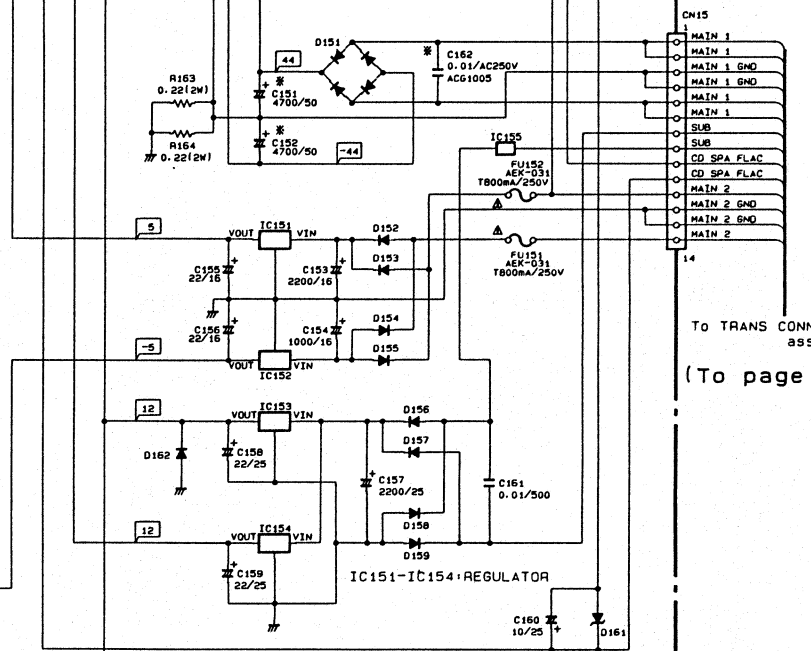 CN15
1
MAIN 1
MAIN 1
MAIN 1 GND
MAIN 1 GND
MAIN 1
MAIN 1
SUB
SUB
CD SPA FLAC
CD SPA FLAC
MAIN 2
MAIN 2 GND
MAIN 2 GND
MAIN 2
14
D151
44
※
C162
0.01/AC250V
ACG1005
R163
0.22(2W)
※
C151
4700/50
R164
0.22(2W)
※
C152
4700/50
-44
IC155
FU152
AEK-031
T800mA/250V
5
VOUT
IC151
VIN
D152
D153
FU151
AEK-031
T800mA/250V
C155
22/16
C153
2200/16
C156
22/16
C154
1000/16
D154
D155
-5
VOUT
IC152
VIN
To TRANS CONN
ass
(To page
12
VOUT
IC153
VIN
D156
D157
D162
C158
22/25
C157
2200/25
C161
0.01/500
12
VOUT
IC154
VIN
D158
D159
C159
22/25
IC151-IC154:REGULATOR
C160
10/25
D161